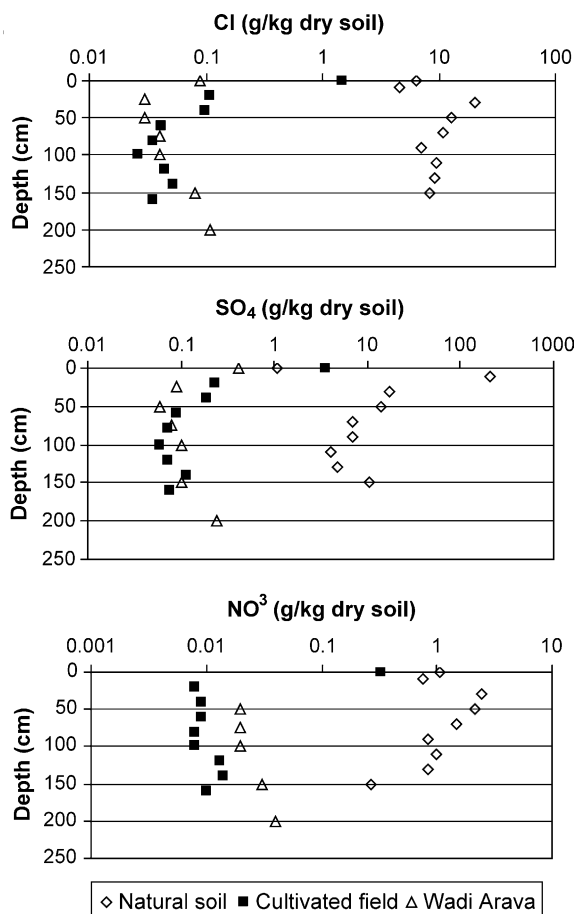 Cl (g/kg dry soil)
0.01 0.1 1 10 100
0
50
100
150
200
250
Depth (cm)
SO₄ (g/kg dry soil)
0.01 0.1 1 10 100 1000
0
50
100
150
200
250
Depth (cm)
NO³ (g/kg dry soil)
0.001 0.01 0.1 1 10
0
50
100
150
200
250
Depth (cm)
Natural soil Cultivated field Wadi Arava